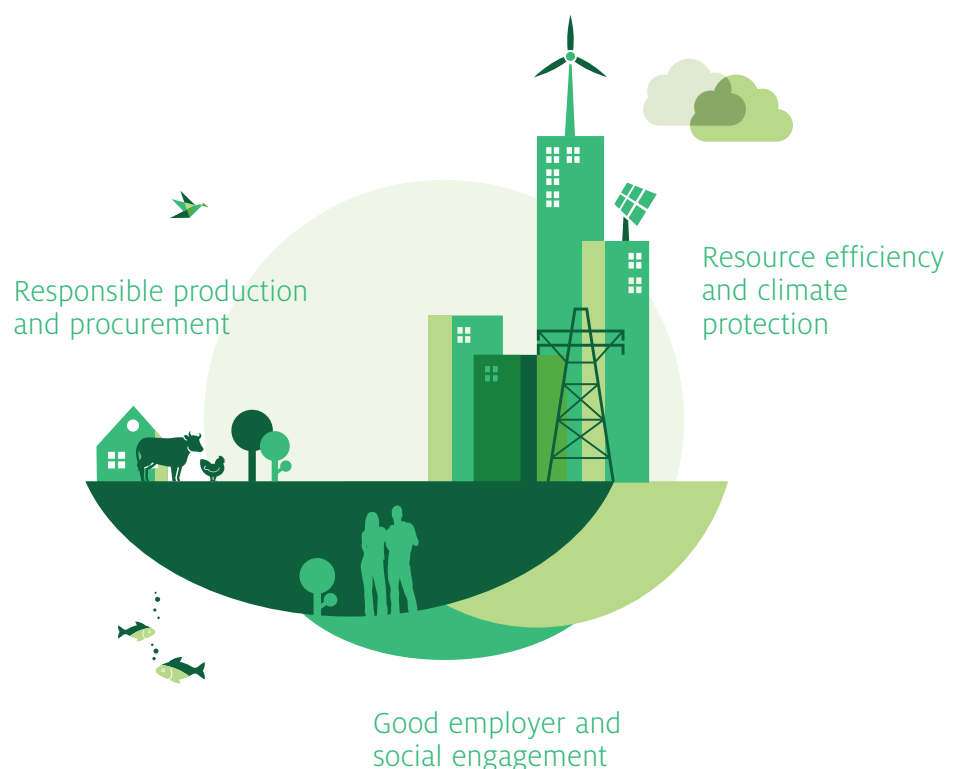 Responsible production
and procurement
Resource efficiency
and climate
protection
Good employer and
social engagement